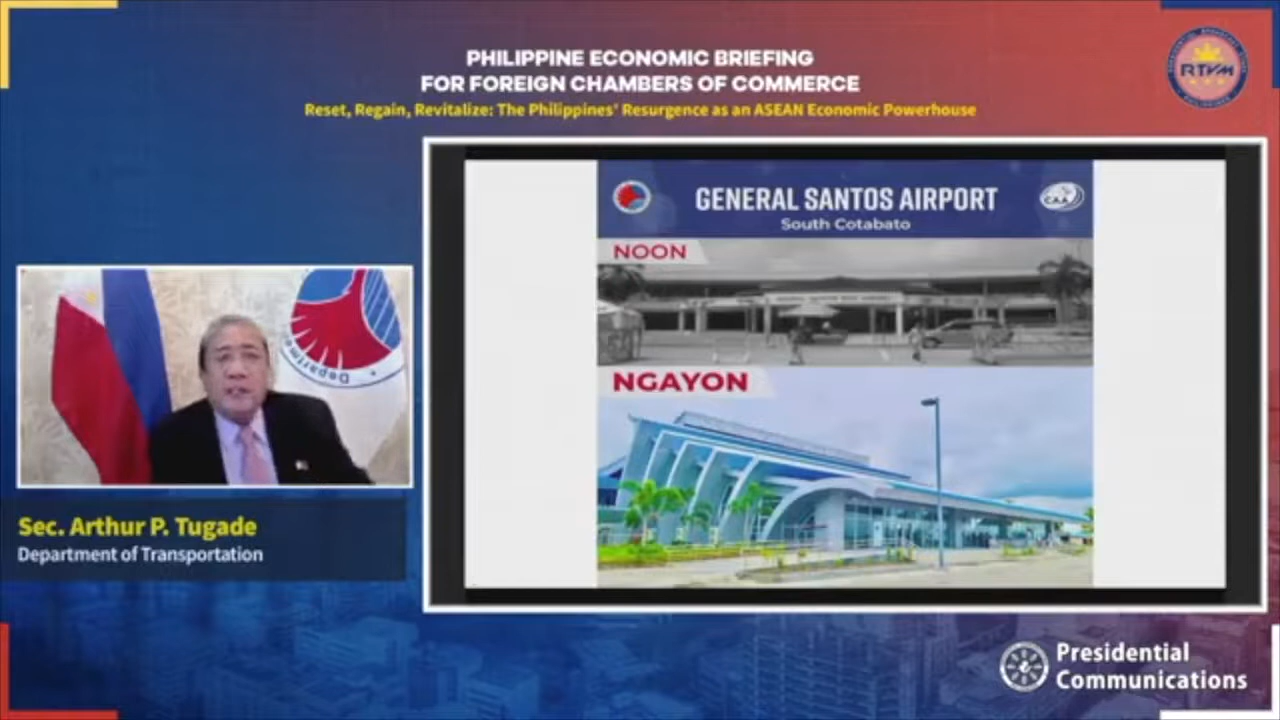 PHILIPPINE ECONOMIC BRIEFING
FOR FOREIGN CHAMBERS OF COMMERCE
Reset, Regain, Revitalize: The Philippines' Resurgence as an ASEAN Economic Powerhouse
RTVM
GENERAL SANTOS AIRPORT
South Cotabato
NOON
NGAYON
Sec. Arthur P. Tugade
Department of Transportation
Presidential
Communications